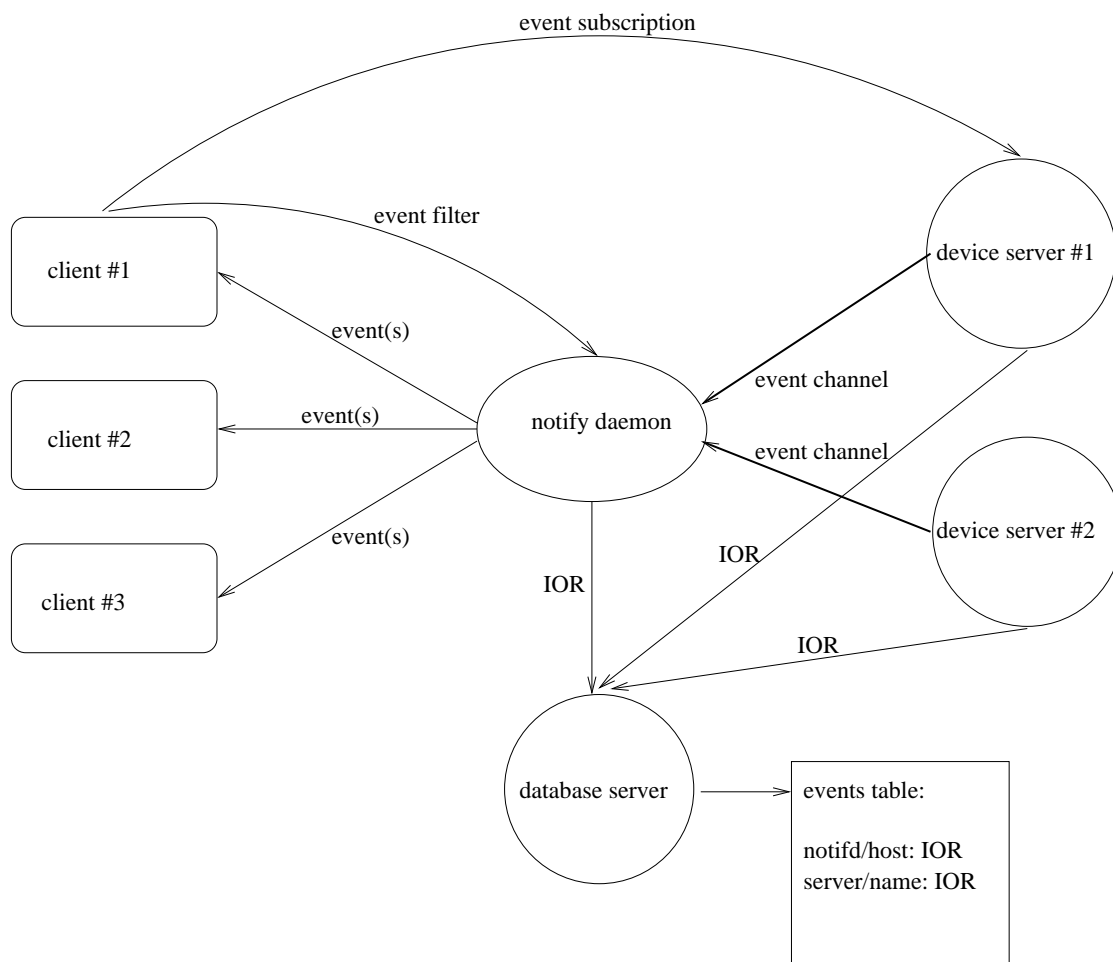 event subscription
event filter
client #1
device server #1
event(s)
event channel
client #2
event(s)
notify daemon
event channel
device server #2
event(s)
IOR
client #3
IOR
IOR
database server
events table:
notifd/host: IOR
server/name: IOR